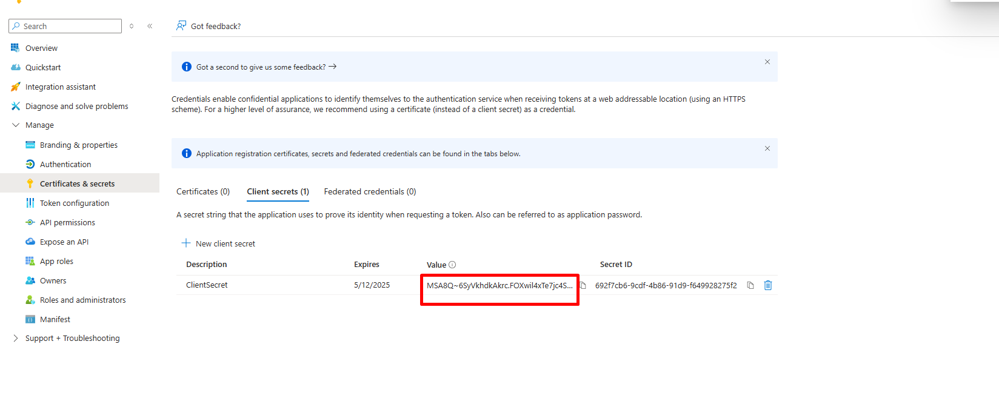 Search
Got feedback?
Overview
Quickstart
Integration assistant
Diagnose and solve problems
Manage
Branding & properties
Authentication
Certificates & secrets
Token configuration
API permissions
Expose an API
App roles
Owners
Roles and administrators
Manifest
Support + Troubleshooting
Got a second to give us some feedback?
Credentials enable confidential applications to identify themselves to the authentication service when receiving tokens at a web addressable location (using an HTTPS
scheme). For a higher level of assurance, we recommend using a certificate (instead of a client secret) as a credential.
Application registration certificates, secrets and federated credentials can be found in the tabs below.
Certificates (0) Client secrets (1) Federated credentials (0)
A secret string that the application uses to prove its identity when requesting a token. Also can be referred to as application password.
New client secret
Description Expires Value Secret ID
ClientSecret 5/12/2025 MSA8Q~6SyVkhdkAkrc.FOXwil4xTe7jc4S... 692f7cb6-9cdf-4b86-91d9-f649928275f2